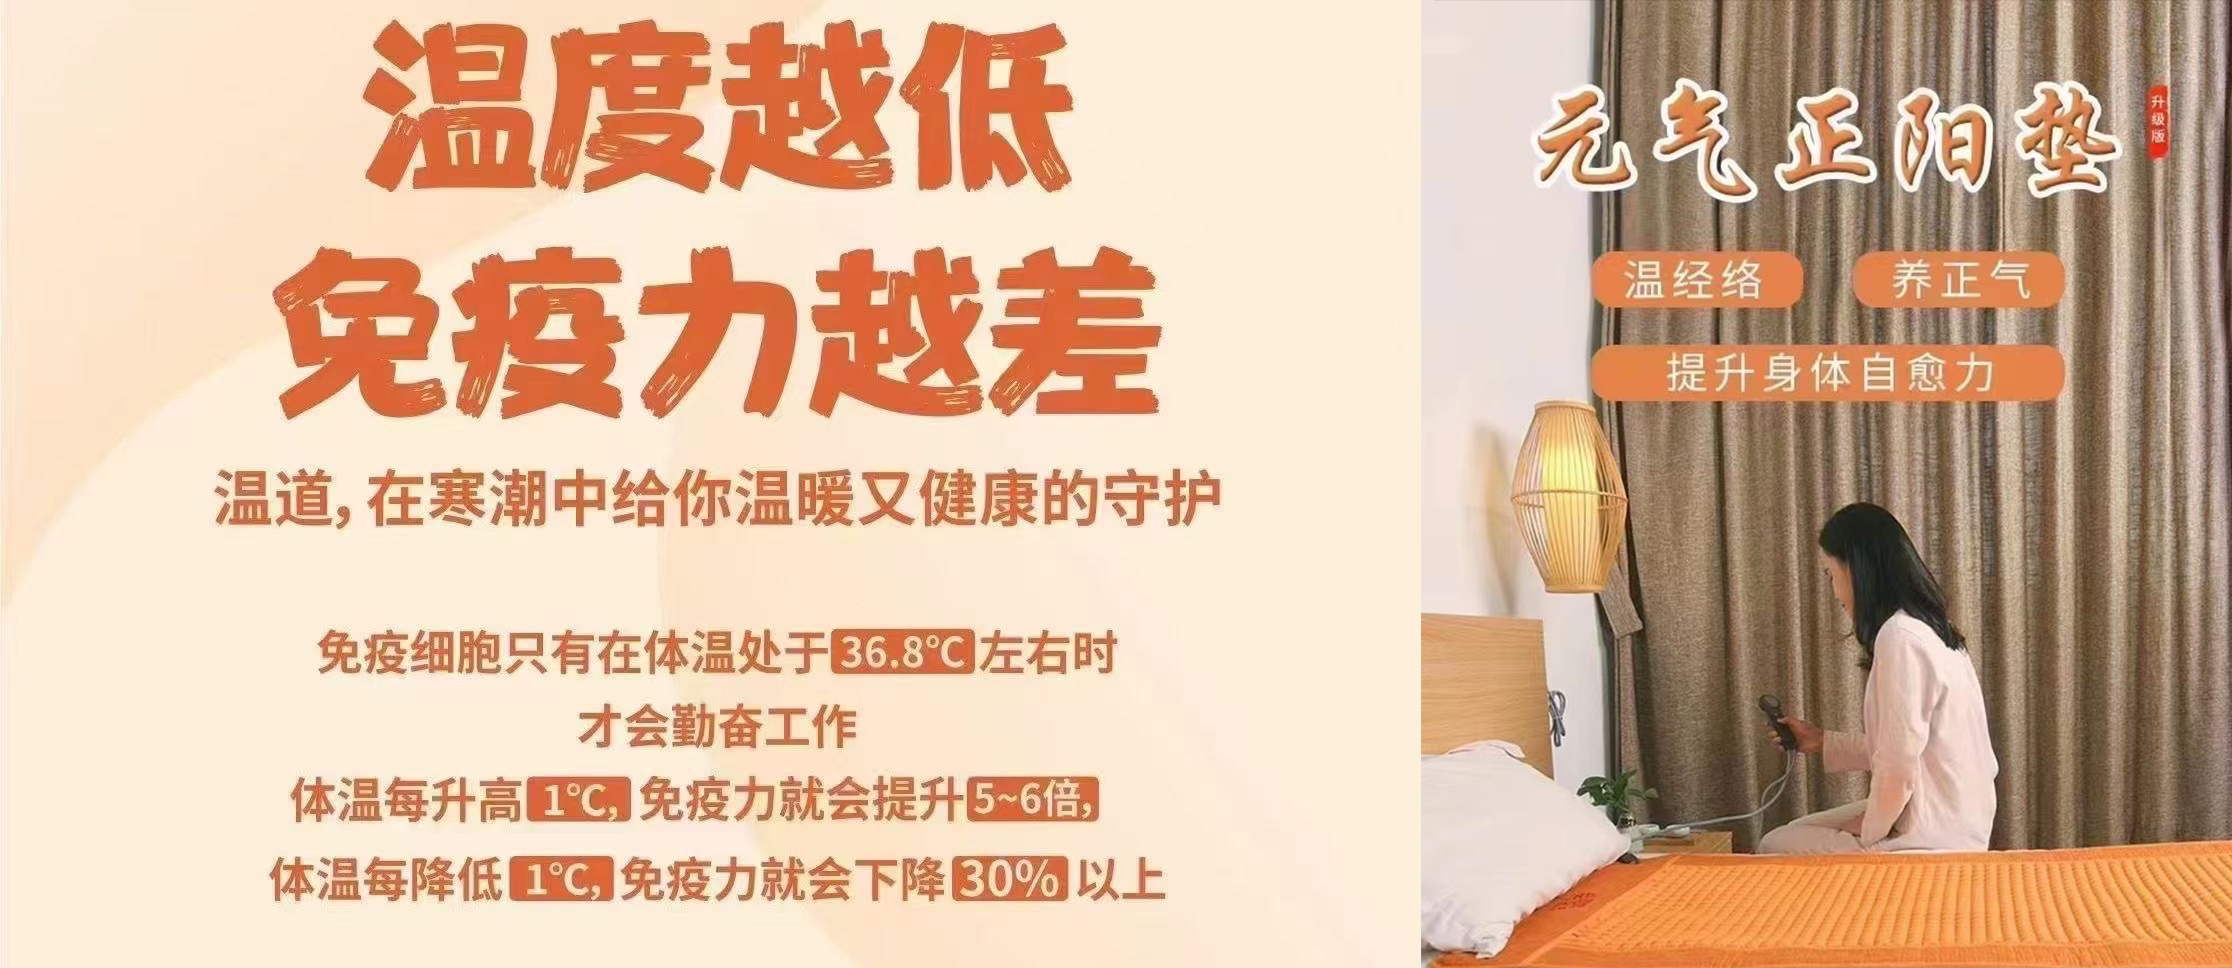 温度越低
免疫力越差
温道,在寒潮中给你温暖又健康的守护
免疫细胞只有在体温处于36.8℃左右时
才会勤奋工作
体温每升高1℃,免疫力就会提升5~6倍,
体温每降低1℃,免疫力就会下降30%以上
元气正阳垫
升级版
温经络 养正气
提升身体自愈力